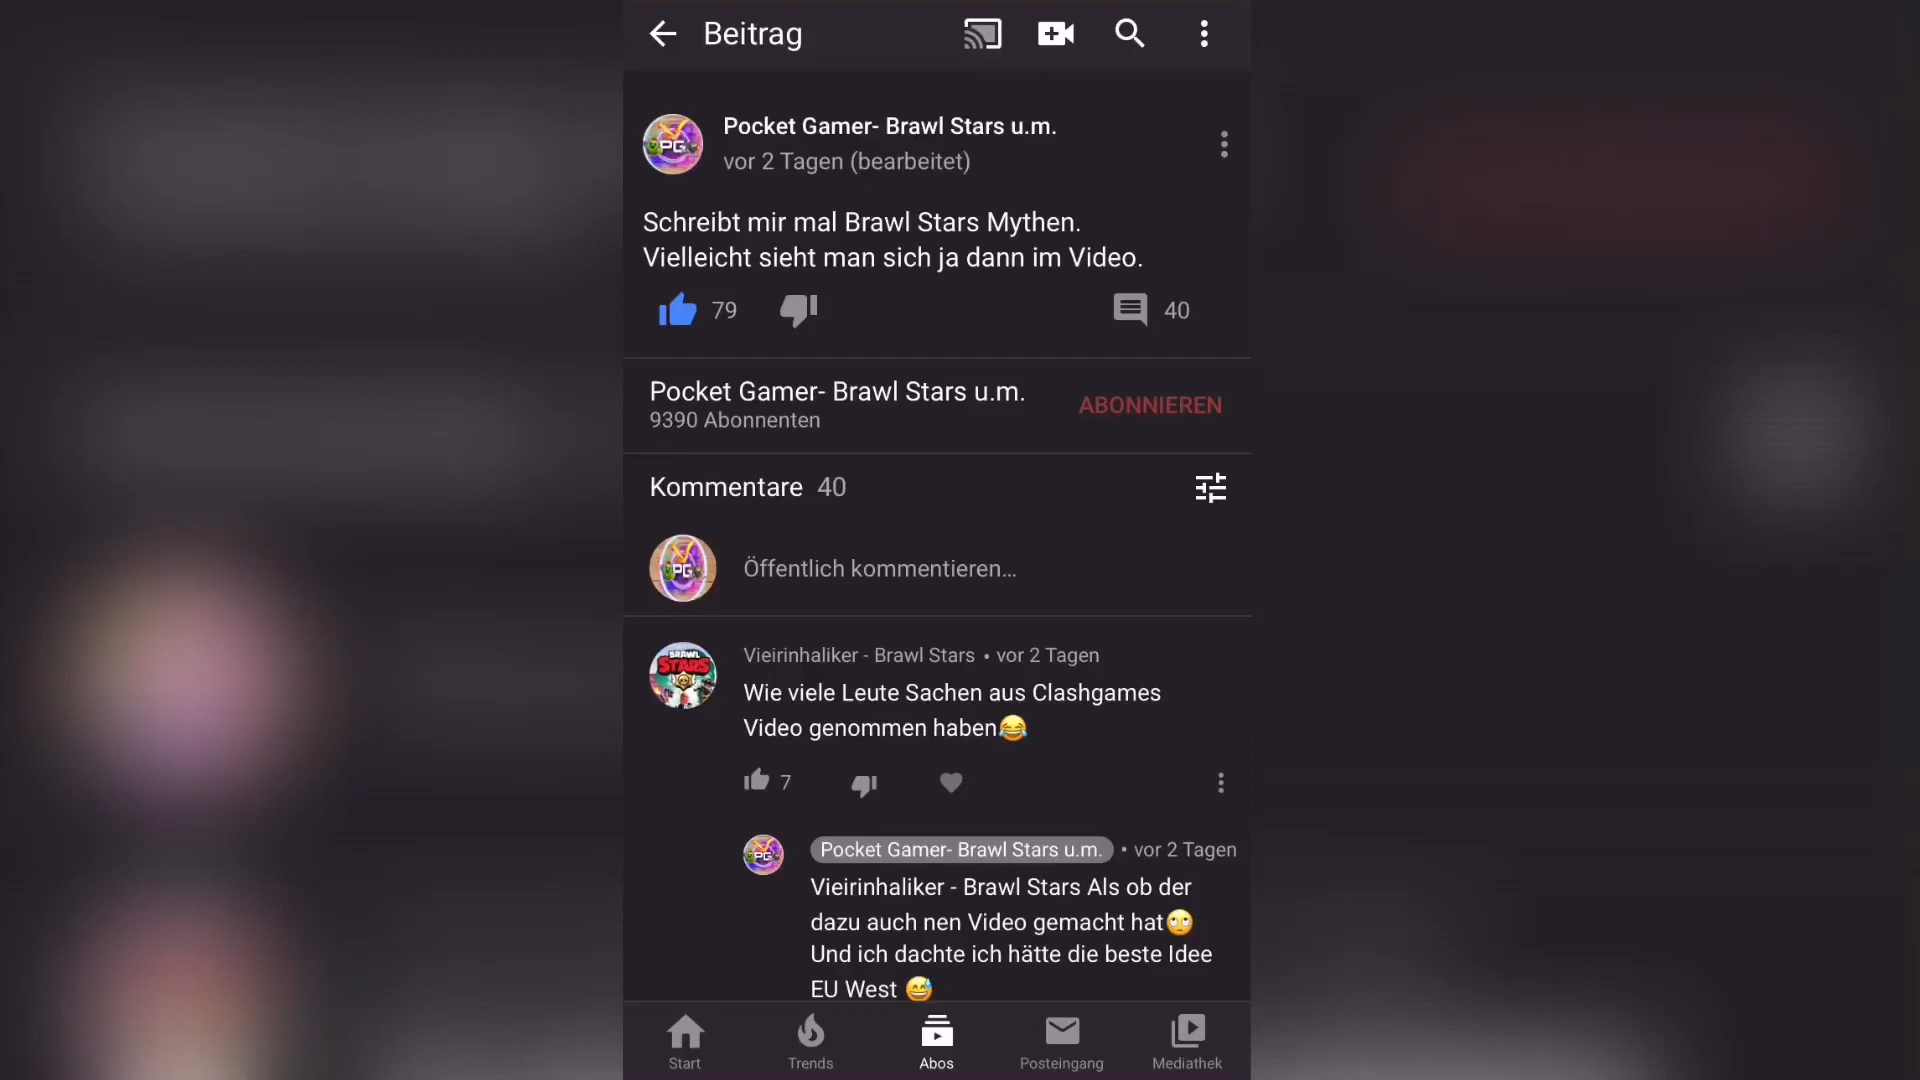 Beitrag
Pocket Gamer- Brawl Stars u.m.
vor 2 Tagen (bearbeitet)
Schreibt mir mal Brawl Stars Mythen.
Vielleicht sieht man sich ja dann im Video.
79
40
Pocket Gamer- Brawl Stars u.m.
9390 Abonnenten
ABONNIEREN
Kommentare 40
Öffentlich kommentieren...
Vieirinhaliker - Brawl Stars • vor 2 Tagen
Wie viele Leute Sachen aus Clashgames
Video genommen haben😂
7
Pocket Gamer- Brawl Stars u.m. • vor 2 Tagen
Vieirinhaliker - Brawl Stars Als ob der
dazu auch nen Video gemacht hat🙄
Und ich dachte ich hätte die beste Idee
EU West 😅
Start
Trends
Abos
Posteingang
Mediathek